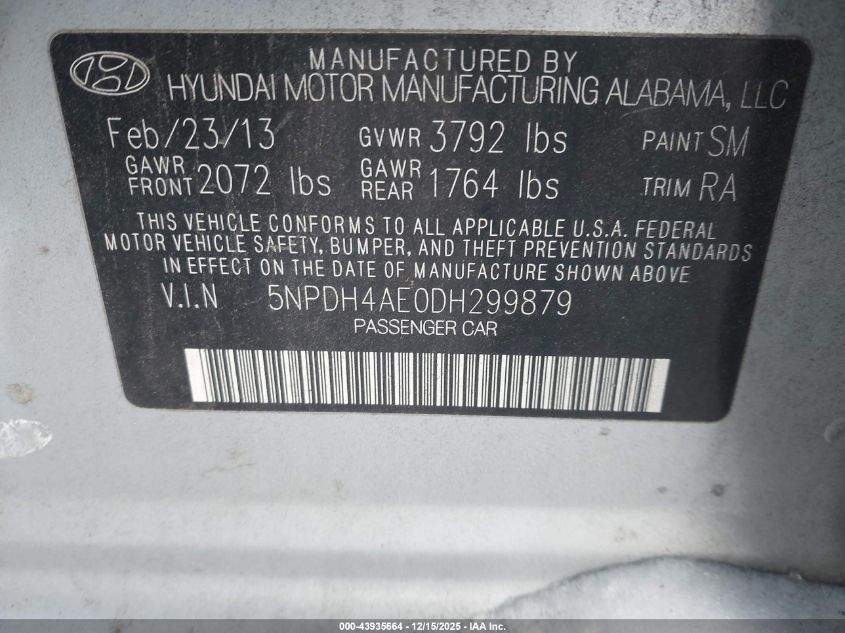 MANUFACTURED BY
HYUNDAI MOTOR MANUFACTURING ALABAMA, LLC
Feb/23/13 GVWR 3792 lbs PAINT SM
GAWR FRONT 2072 lbs GAWR REAR 1764 lbs TRIM RA
THIS VEHICLE CONFORMS TO ALL APPLICABLE U.S.A. FEDERAL
MOTOR VEHICLE SAFETY, BUMPER, AND THEFT PREVENTION STANDARDS
IN EFFECT ON THE DATE OF MANUFACTURE SHOWN ABOVE
V.I.N 5NPDH4AE0DH299879
PASSENGER CAR
000-43935664 - 12/15/2025 - IAA Inc.